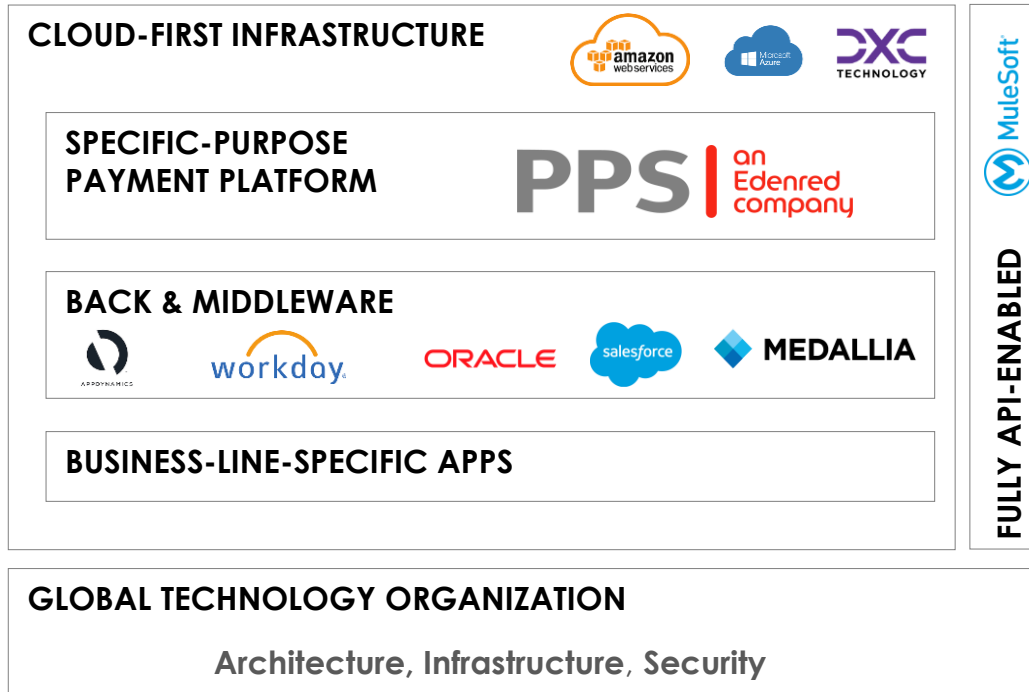 CLOUD-FIRST INFRASTRUCTURE
amazon
webservices
Microsoft
Azure
DXC
TECHNOLOGY
SPECIFIC-PURPOSE
PAYMENT PLATFORM
PPS
an
Edenred
company
BACK & MIDDLEWARE
APPDYNAMICS
workday.
ORACLE
salesforce
MEDALLIA
BUSINESS-LINE-SPECIFIC APPS
FULLY API-ENABLED
MuleSoft
GLOBAL TECHNOLOGY ORGANIZATION
Architecture, Infrastructure, Security